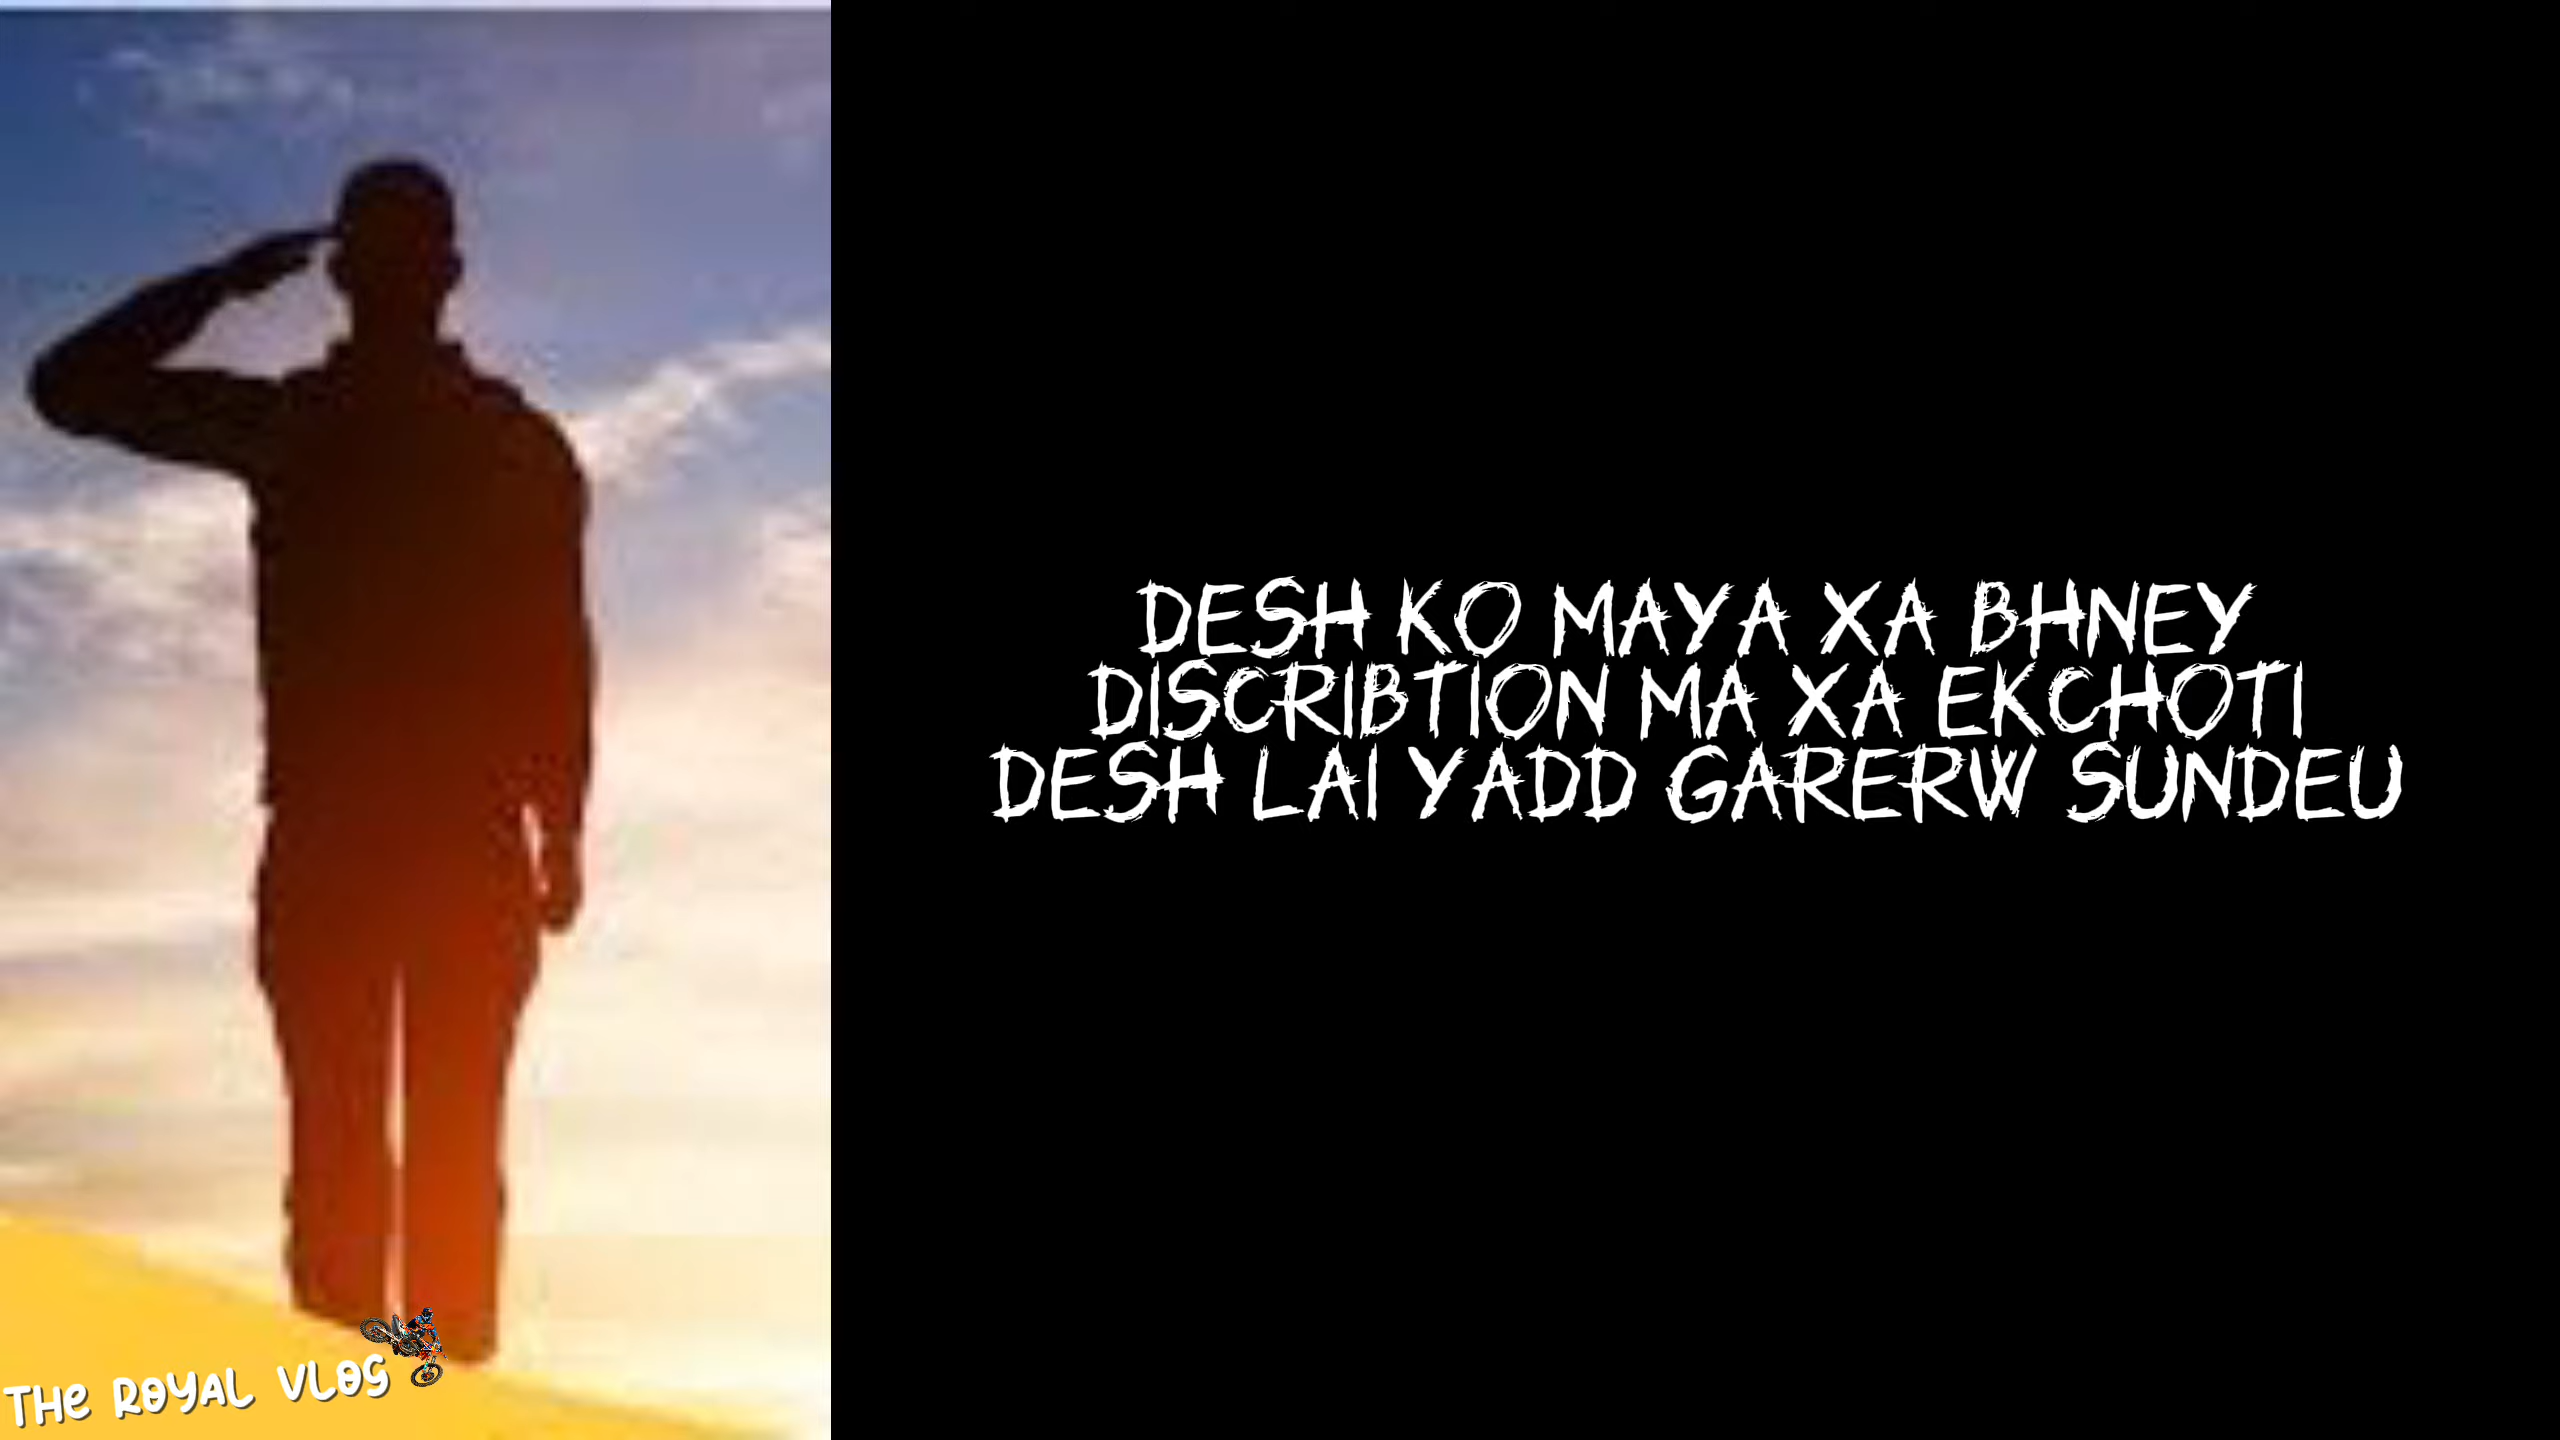 DESH KO MAYA XA BHNEY
DISCRIBTION MA XA EKCHOTI
DESH LAI YADD GARERW SUNDEU
THE ROYAL VLOG